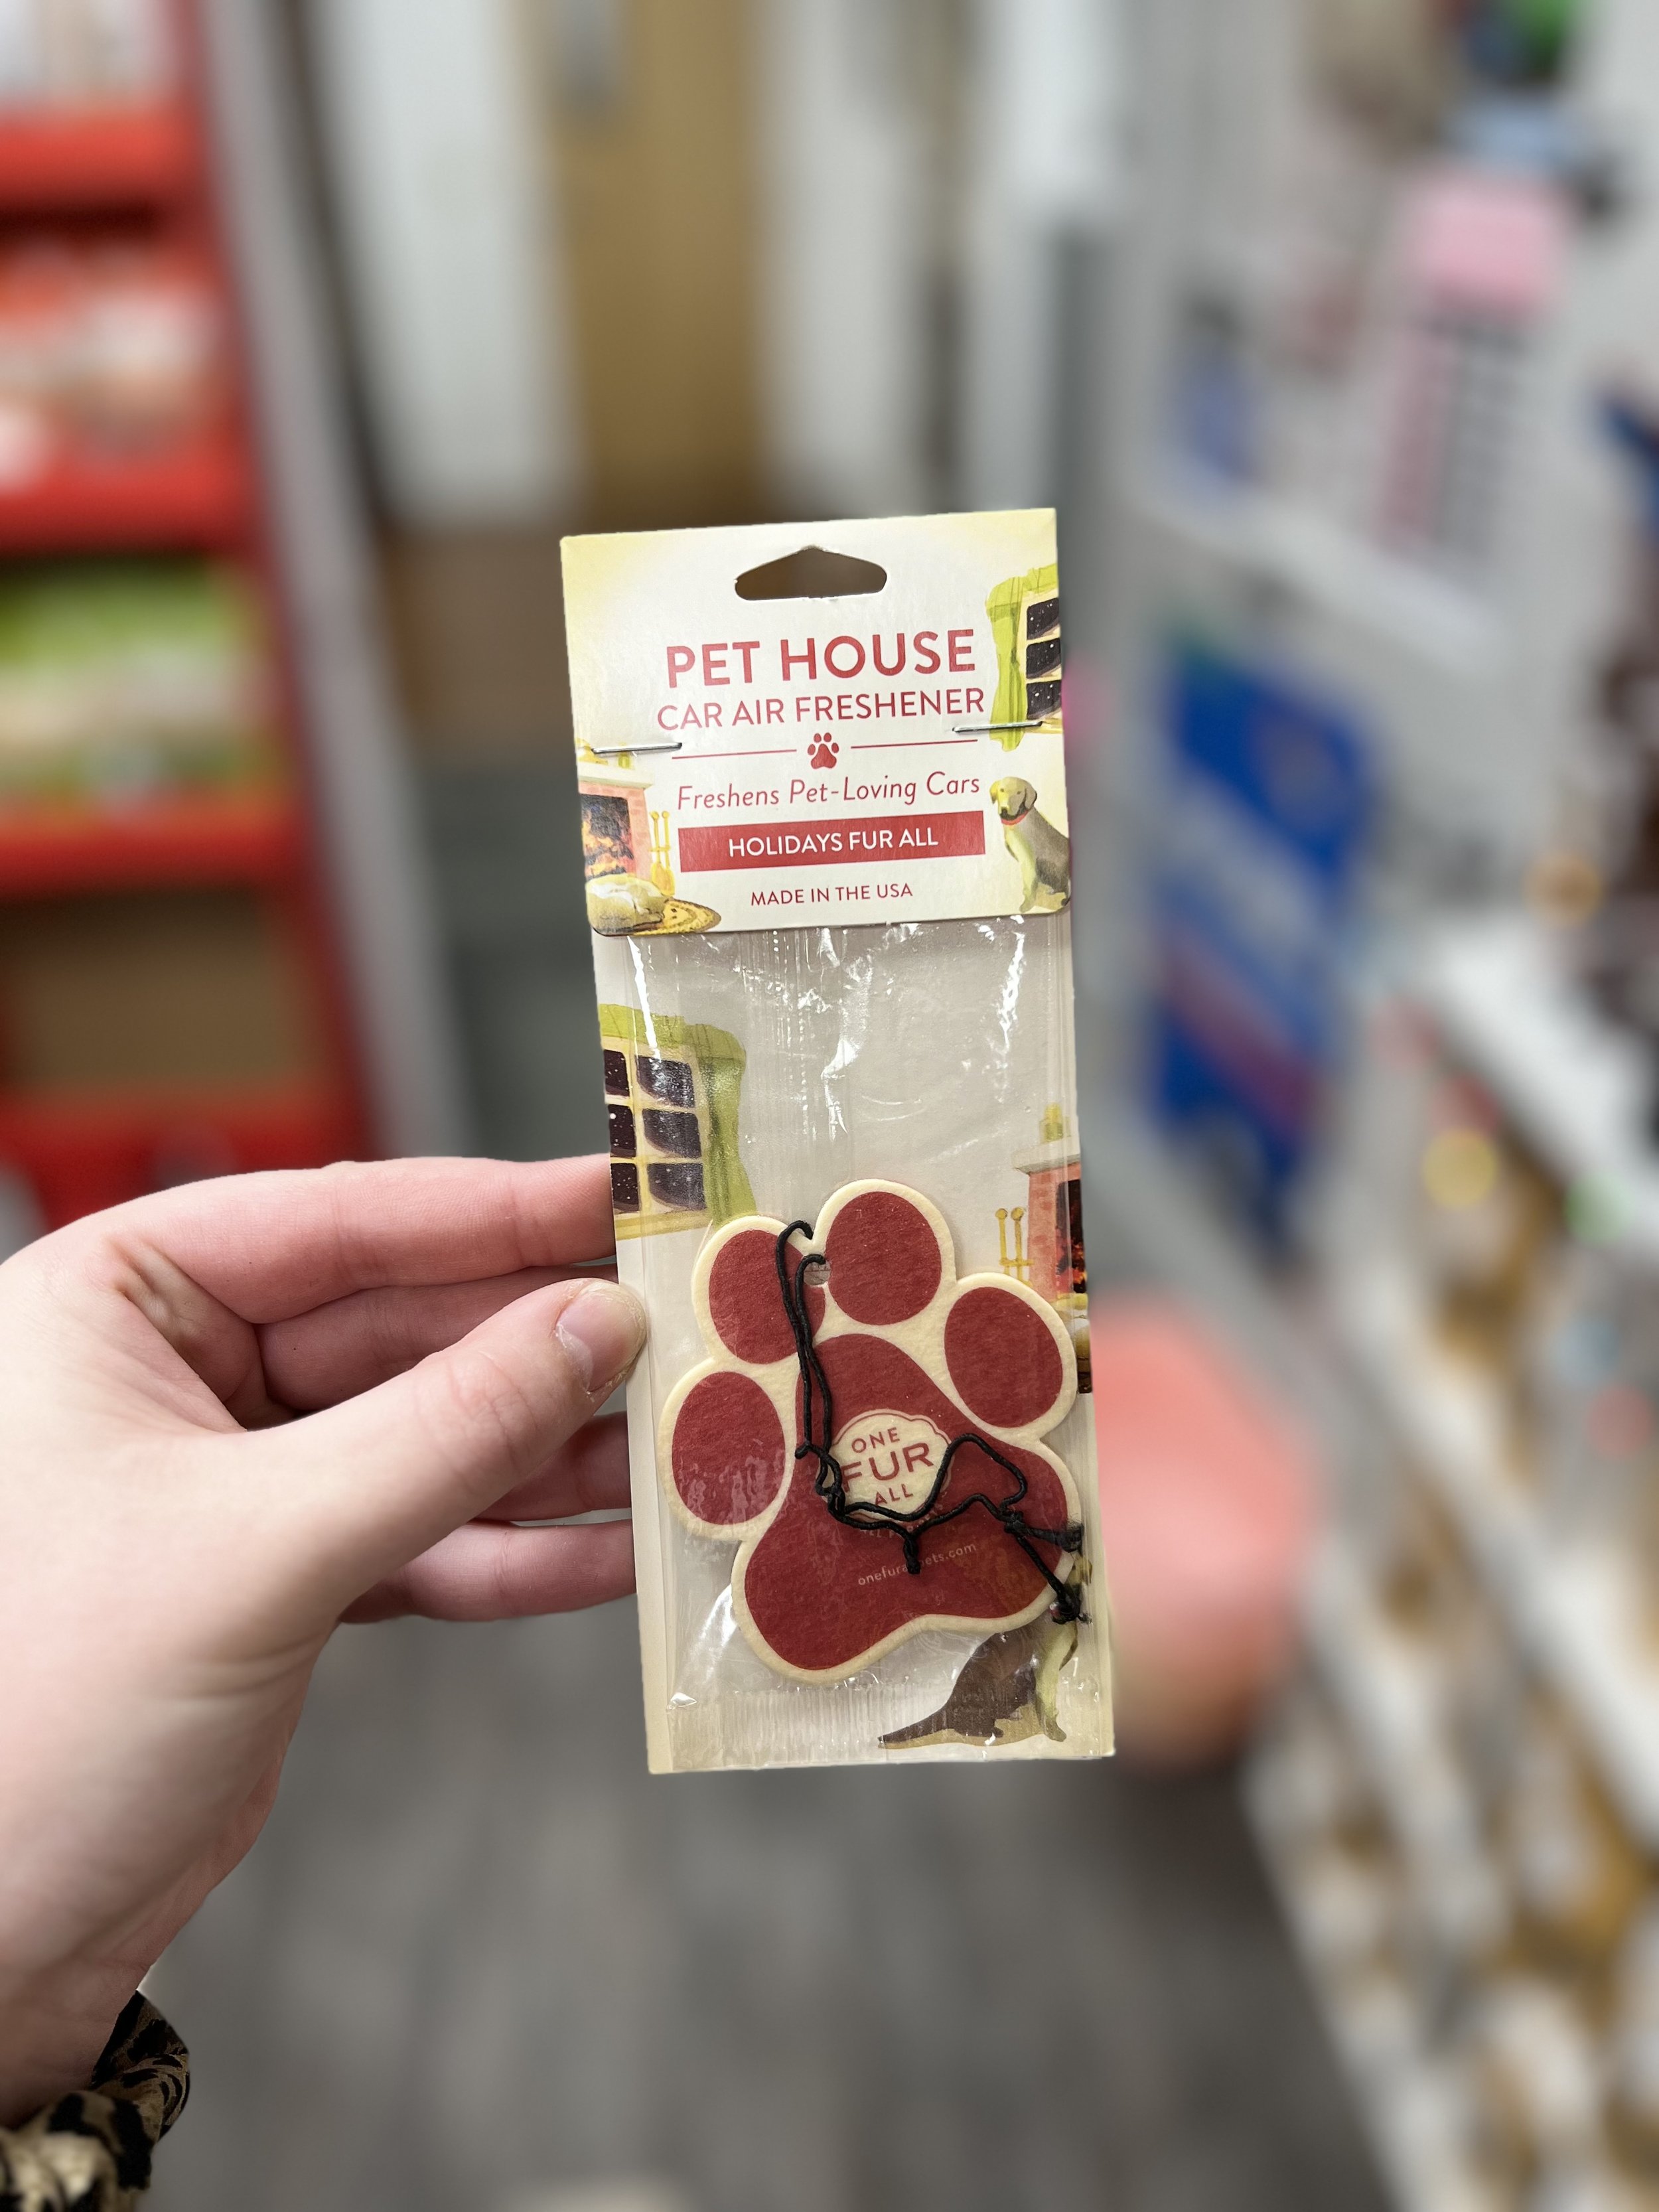 PET HOUSE
CAR AIR FRESHENER
Freshens Pet-Loving Cars
HOLIDAYS FUR ALL
MADE IN THE USA
ONE
FUR
ALL